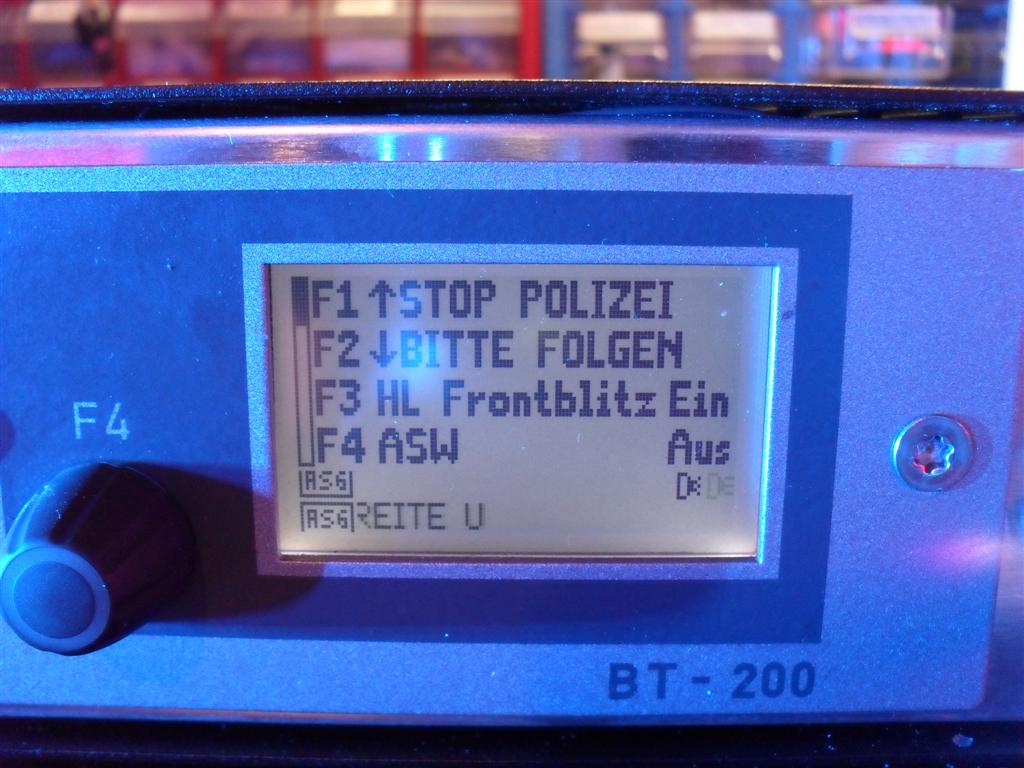 F1↑STOP POLIZEI
F2↓BITTE FOLGEN
F3 HL Frontblitz Ein
F4 ASW Aus
F4
ASG
ASG REITE U
BT-200